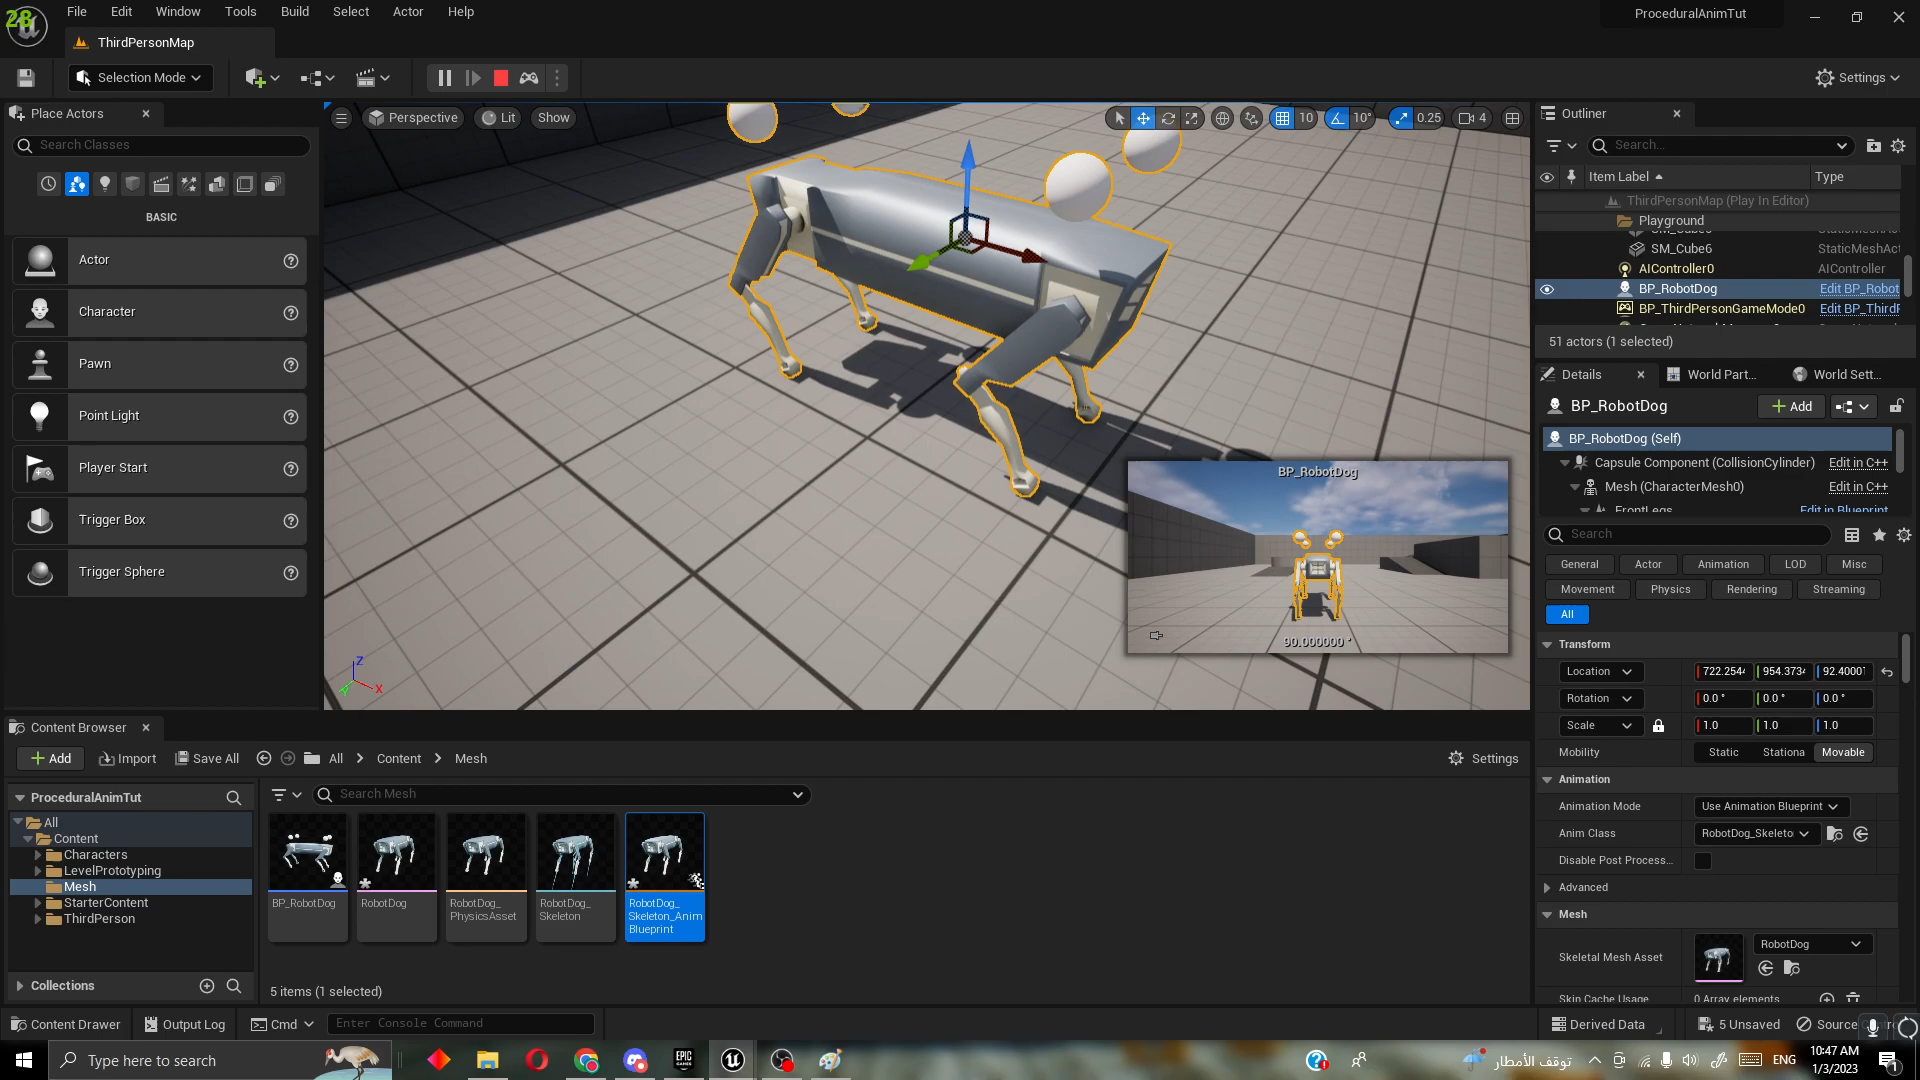 28
File Edit Window Tools Build Select Actor Help
ProceduralAnimTut
ThirdPersonMap
Selection Mode
Settings
Place Actors
Search Classes
BASIC
Actor
Character
Pawn
Point Light
Player Start
Trigger Box
Trigger Sphere
Perspective Lit Show
10 10° 0.25 4
BP_RobotDog
90.000000 °
Z
X
Y
Outliner
Search...
Item Label Type
ThirdPersonMap (Play In Editor)
Playground
SM_Cube6 StaticMeshAct
AIController0 AIController
BP_RobotDog Edit BP_Robot
BP_ThirdPersonGameMode0 Edit BP_ThirdP
51 actors (1 selected)
Details World Part... World Sett...
BP_RobotDog Add
BP_RobotDog (Self)
Capsule Component (CollisionCylinder) Edit in C++
Mesh (CharacterMesh0) Edit in C++
FrontLegs Edit in Blueprint
Search
General Actor Animation LOD Misc
Movement Physics Rendering Streaming
All
Transform
Location 722.254 954.373 92.4000
Rotation 0.0 ° 0.0 ° 0.0 °
Scale 1.0 1.0 1.0
Mobility Static Stationa Movable
Animation
Animation Mode Use Animation Blueprint
Anim Class RobotDog_Skeleto
Disable Post Process...
Advanced
Mesh
Skeletal Mesh Asset RobotDog
Skin Cache Usage 0 Array elements
Content Browser
Add Import Save All All Content Mesh Settings
ProceduralAnimTut
All
Content
Characters
LevelPrototyping
Mesh
StarterContent
ThirdPerson
Collections
Search Mesh
BP_RobotDog
RobotDog
RobotDog_
PhysicsAsset
RobotDog_
Skeleton
RobotDog_
Skeleton_Anim
Blueprint
5 items (1 selected)
Content Drawer Output Log Cmd Enter Console Command Derived Data 5 Unsaved Source
Type here to search
EPIC GAMES
توقف الأمطار
ENG
10:47 AM
1/3/2023
1